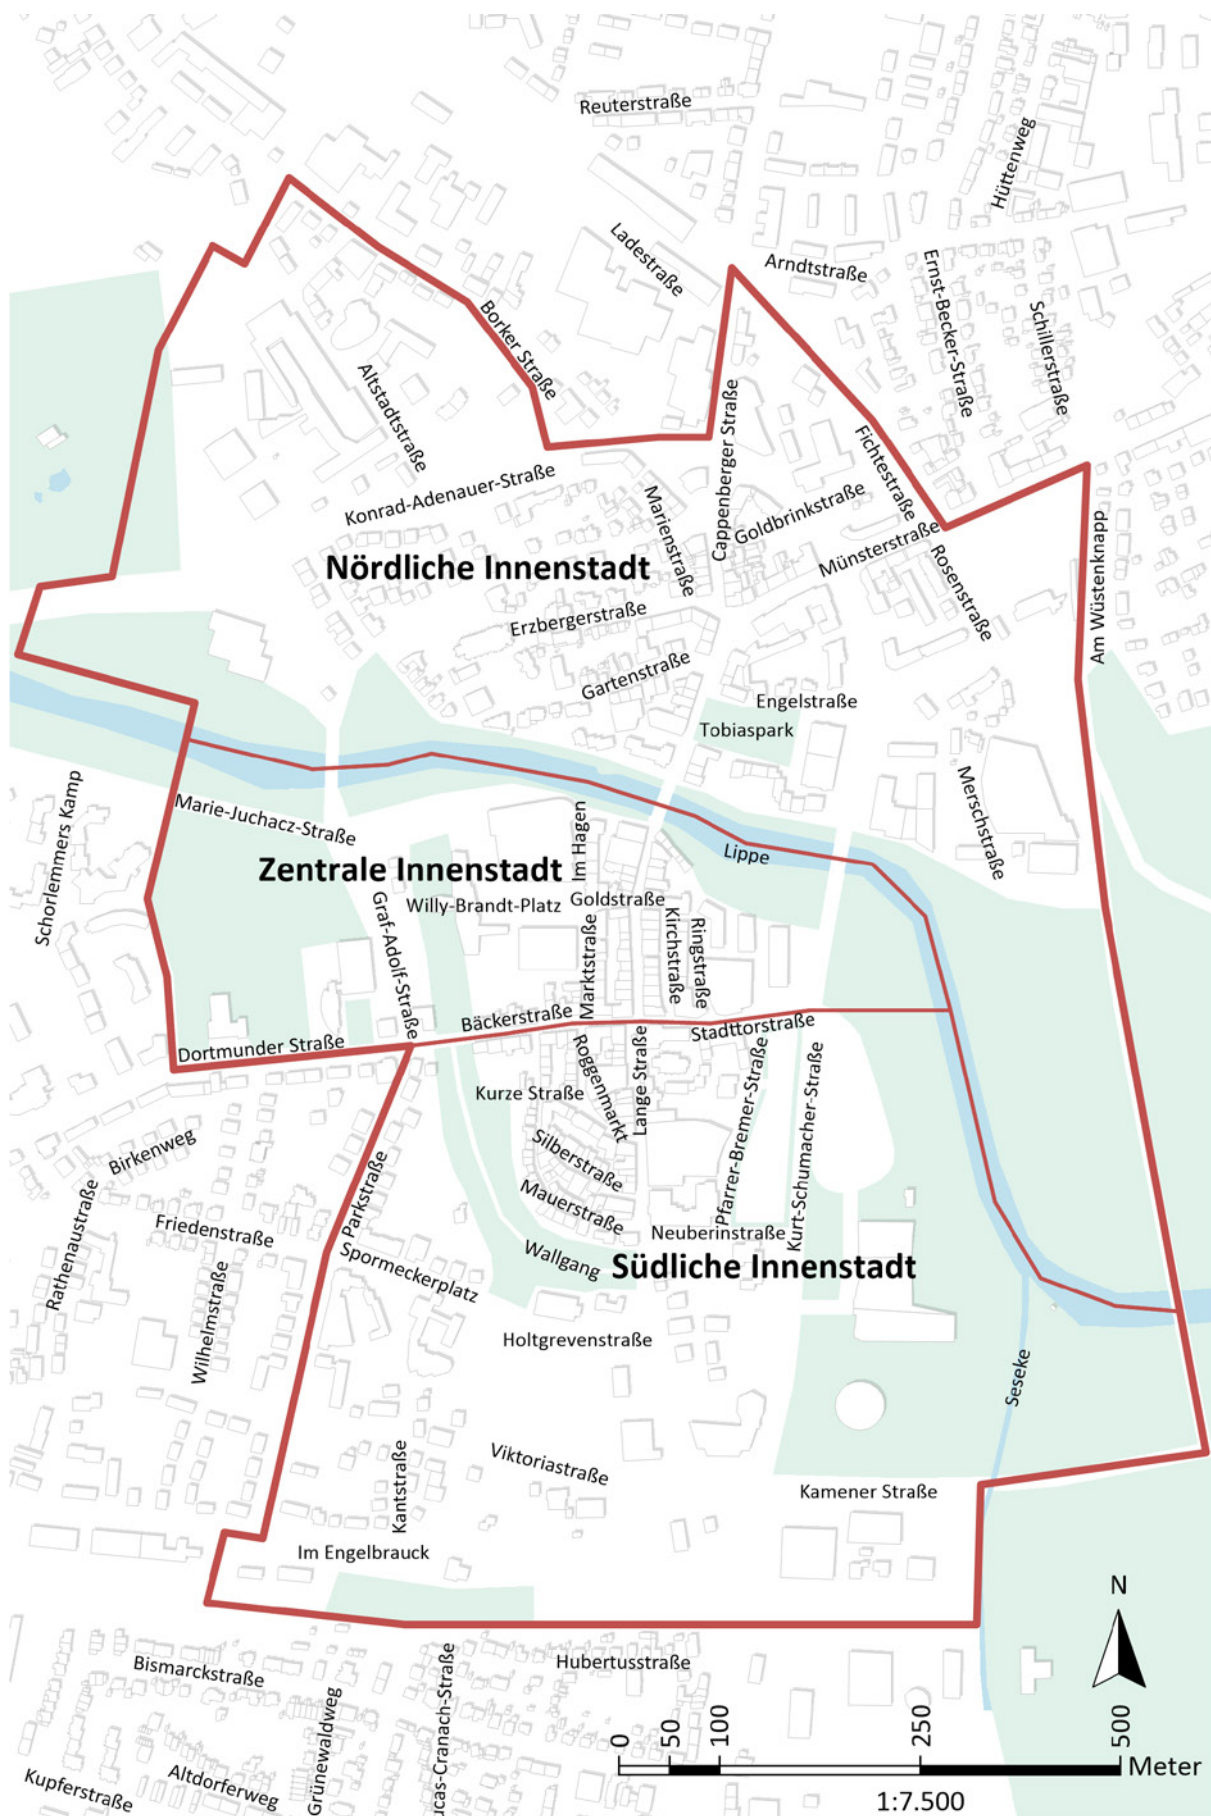 Reuterstraße
Hüttenweg
Ladestraße
Arndtstraße
Ernst-Becker-Straße
Schillerstraße
Borker Straße
Altstadtstraße
Cappenberger Straße
Fichtestraße
Konrad-Adenauer-Straße
Marienstraße
Goldbrinkstraße
Münsterstraße
Am Wüstenknapp
Nördliche Innenstadt
Rosenstraße
Erzbergerstraße
Gartenstraße
Engelstraße
Tobiaspark
Schorlemmers Kamp
Marie-Juchacz-Straße
Merschstraße
Im Hagen
Lippe
Zentrale Innenstadt
Willy-Brandt-Platz
Goldstraße
Graf-Adolf-Straße
Marktstraße
Kirchstraße
Ringstraße
Bäckerstraße
Stadttorstraße
Dortmunder Straße
Roggenmarkt
Lange Straße
Pfarrer-Bremer-Straße
Kurt-Schumacher-Straße
Kurze Straße
Birkenweg
Silberstraße
Parkstraße
Mauerstraße
Rathenaustraße
Friedenstraße
Neuberinstraße
Wallgang
Südliche Innenstadt
Spormeckerplatz
Wilhelmstraße
Holtgrevenstraße
Seseke
Viktoriastraße
Kantstraße
Kamener Straße
Im Engelbrauck
N
Bismarckstraße
Hubertusstraße
Grünewaldweg
ucas-Cranach-Straße
Kupferstraße
Altdorferweg
0 50 100 250 500
Meter
1:7.500